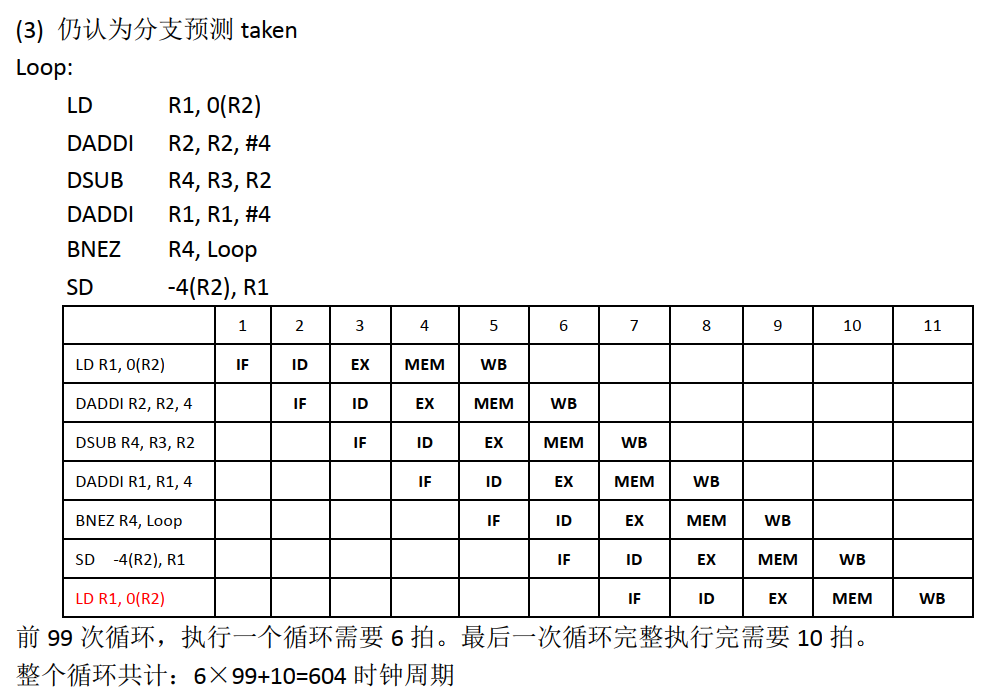 (3) 仍认为分支预测 taken
Loop:
LD R1, 0(R2)
DADDI R2, R2, #4
DSUB R4, R3, R2
DADDI R1, R1, #4
BNEZ R4, Loop
SD -4(R2), R1
1 2 3 4 5 6 7 8 9 10 11
LD R1, 0(R2) IF ID EX MEM WB
DADDI R2, R2, 4 IF ID EX MEM WB
DSUB R4, R3, R2 IF ID EX MEM WB
DADDI R1, R1, 4 IF ID EX MEM WB
BNEZ R4, Loop IF ID EX MEM WB
SD -4(R2), R1 IF ID EX MEM WB
LD R1, 0(R2) IF ID EX MEM WB
前 99 次循环，执行一个循环需要 6 拍。最后一次循环完整执行完需要 10 拍。
整个循环共计：6×99+10=604 时钟周期